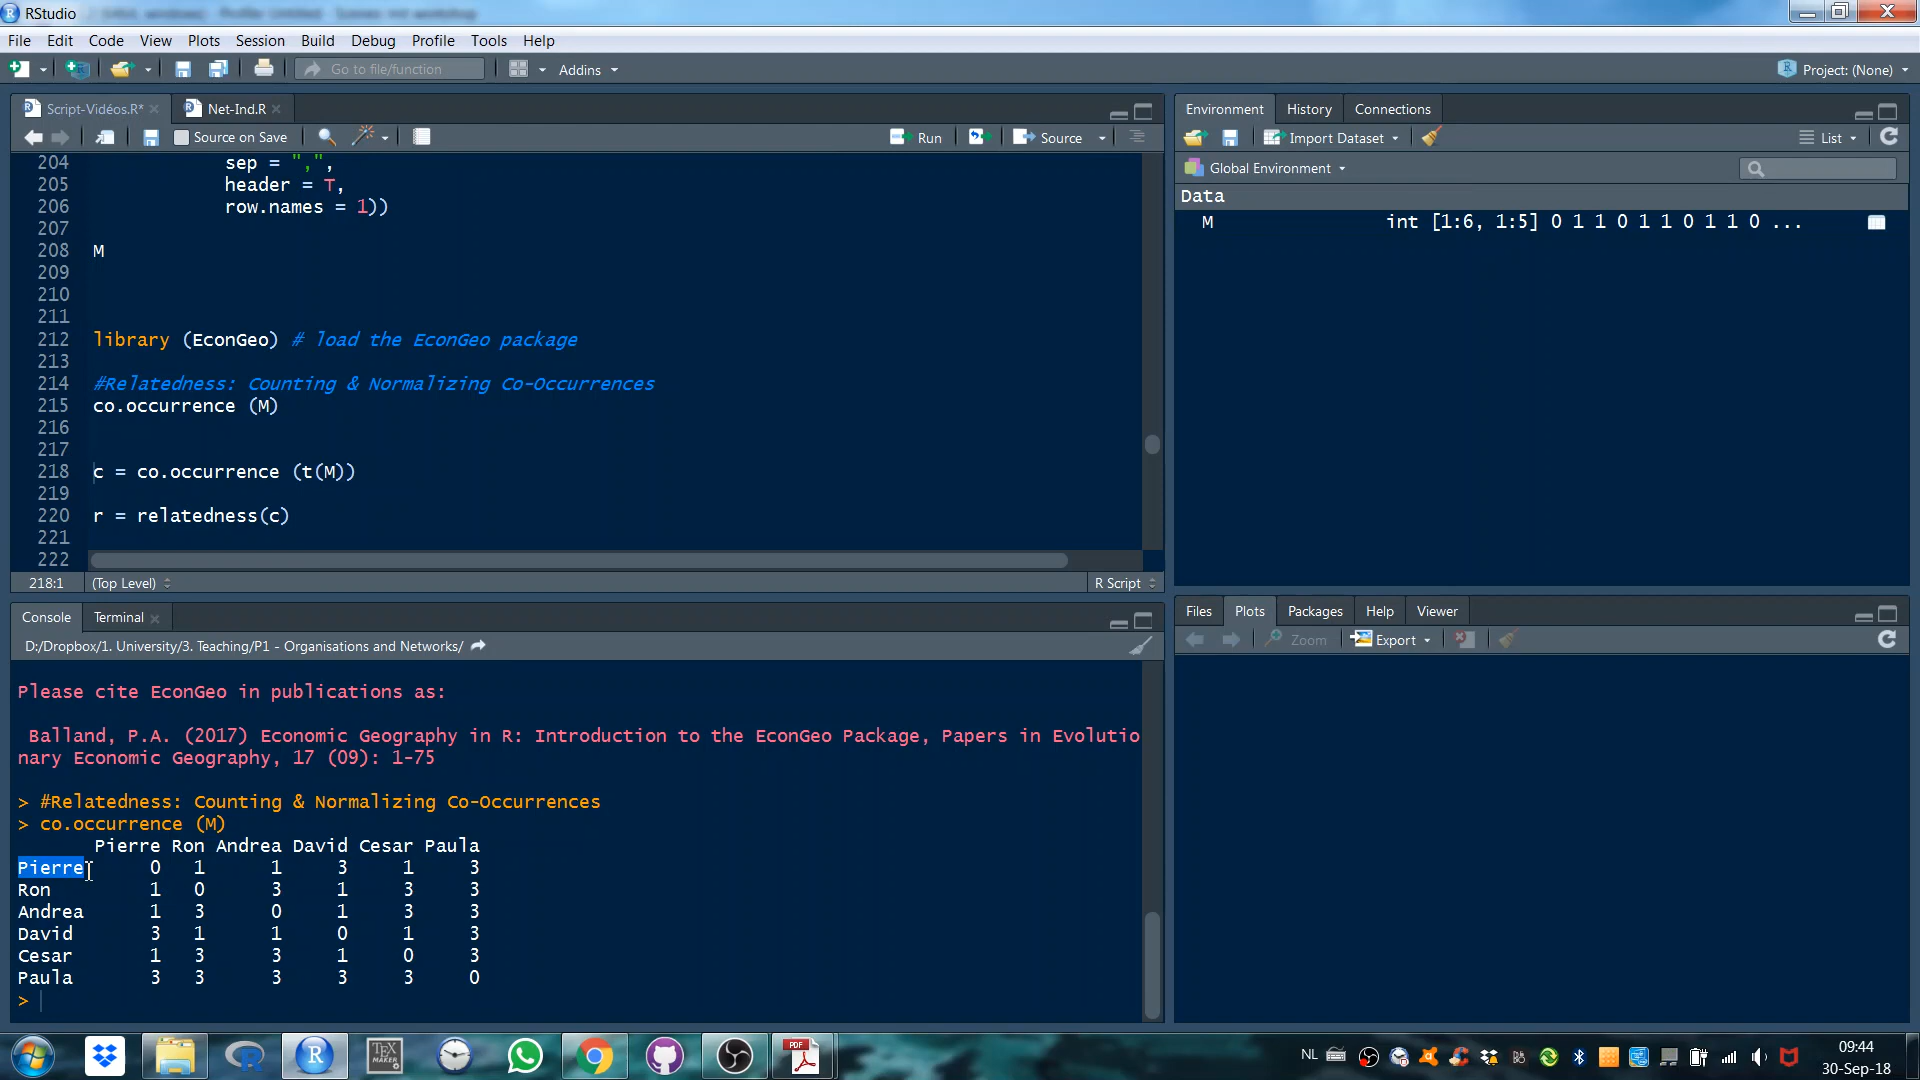 RStudio
File Edit Code View Plots Session Build Debug Profile Tools Help
Go to file/function Addins Project: (None)
Script-Vidéos.R* Net-Ind.R
Source on Save Run Source
204 sep = ",",
205 header = T,
206 row.names = 1))
207
208 M
209
210
211
212 library (EconGeo) # load the EconGeo package
213
214 #Relatedness: Counting & Normalizing Co-Occurrences
215 co.occurrence (M)
216
217
218 c = co.occurrence (t(M))
219
220 r = relatedness(c)
221
222
218:1 (Top Level) R Script
Console Terminal
D:/Dropbox/1. University/3. Teaching/P1 - Organisations and Networks/
Please cite EconGeo in publications as:
Balland, P.A. (2017) Economic Geography in R: Introduction to the EconGeo Package, Papers in Evolutio
nary Economic Geography, 17 (09): 1-75
> #Relatedness: Counting & Normalizing Co-Occurrences
> co.occurrence (M)
Pierre Ron Andrea David Cesar Paula
Pierre 0 1 1 3 1 3
Ron 1 0 3 1 3 3
Andrea 1 3 0 1 3 3
David 3 1 1 0 1 3
Cesar 1 3 3 1 0 3
Paula 3 3 3 3 3 0
>
Environment History Connections
Import Dataset List
Global Environment
Data
M int [1:6, 1:5] 0 1 1 0 1 1 0 1 1 0 ...
Files Plots Packages Help Viewer
Zoom Export
TEX MAKER
PDF
NL
09:44
30-Sep-18